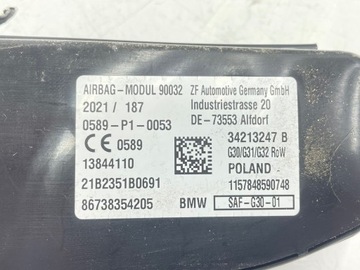 AIRBAG-MODUL 90032 ZF Automotive Germany GmbH
2021/ 187 Industriestrasse 20
0589-P1-0053 DE-73553 Alfdorf
CE 0589 34213247 B
13844110 G30/G31/G32 RoW
21B2351B0691 POLAND
86738354205 1157848590748
BMW SAF-G30-01